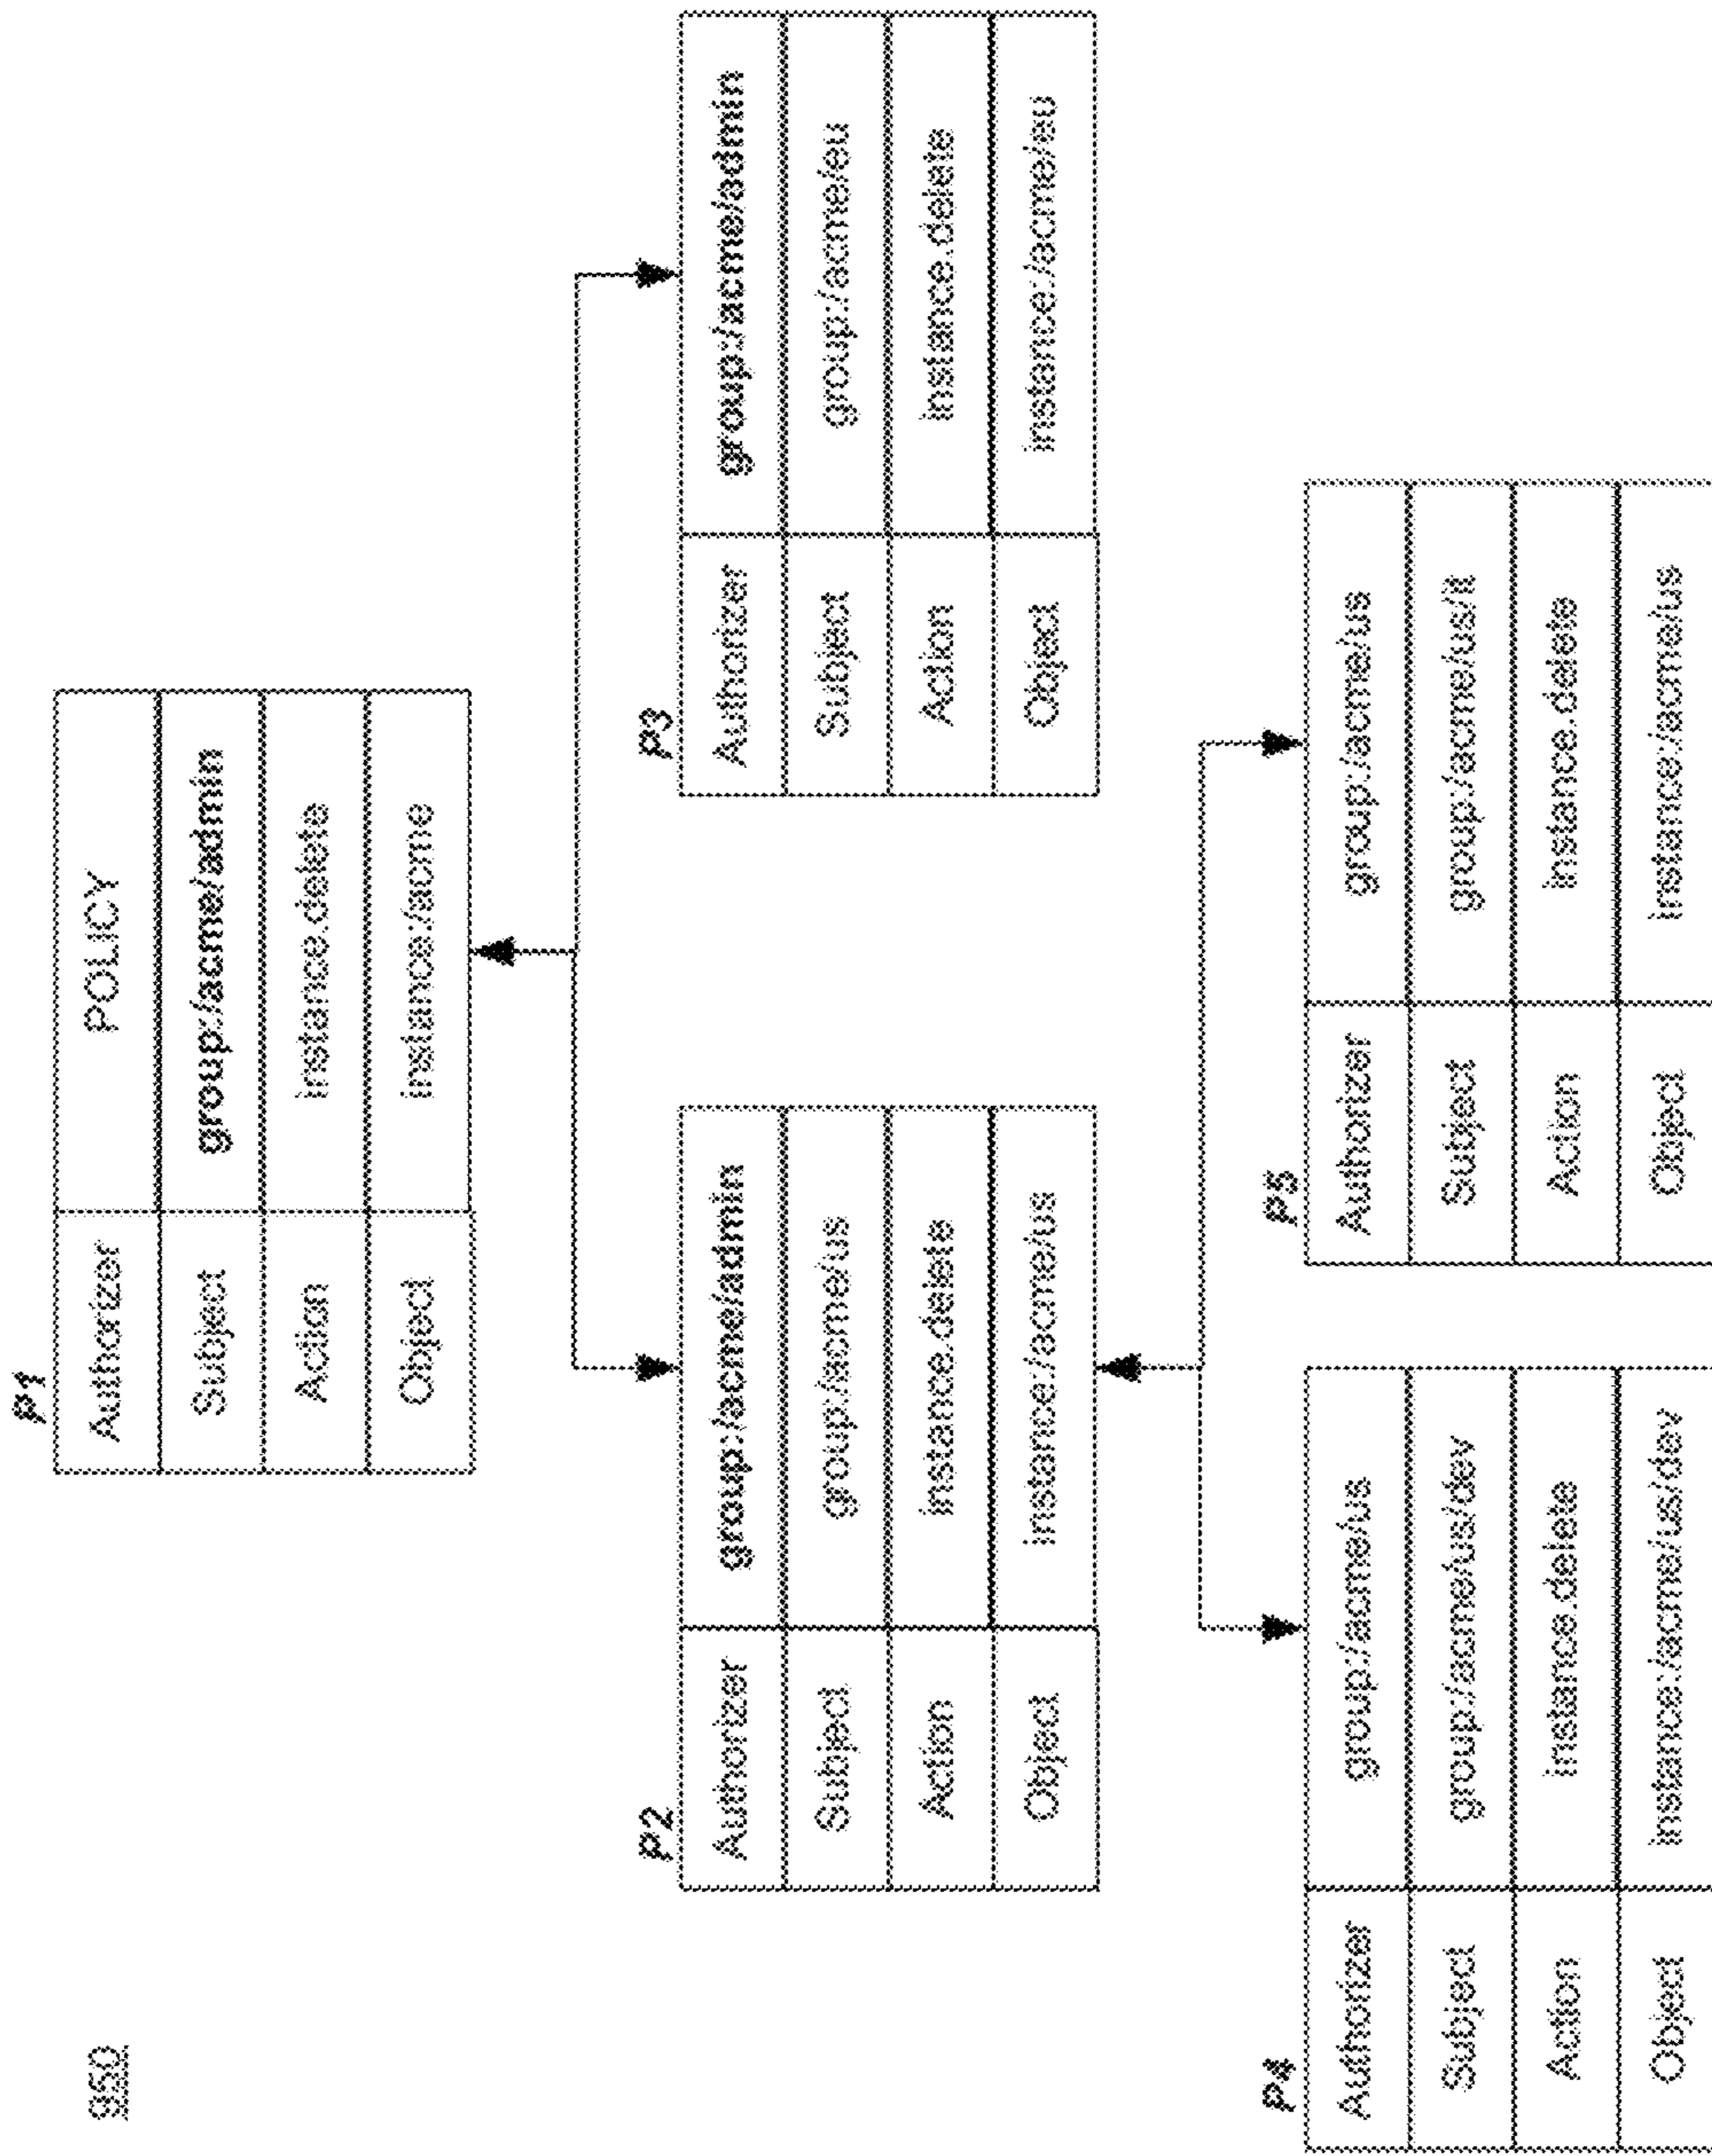 950
P1
Authorizer POLICY
Subject group:/acme/admin
Action instance.delete
Object instance:/acme
P2
Authorizer group:/acme/admin
Subject group:/acme/us
Action instance.delete
Object instance:/acme/us
P3
Authorizer group:/acme/admin
Subject group:/acme/eu
Action instance.delete
Object instance:/acme/eu
P4
Authorizer group:/acme/us
Subject group:/acme/us/dev
Action instance.delete
Object instance:/acme/us/dev
P5
Authorizer group:/acme/us
Subject group:/acme/us/it
Action instance.delete
Object instance:/acme/us